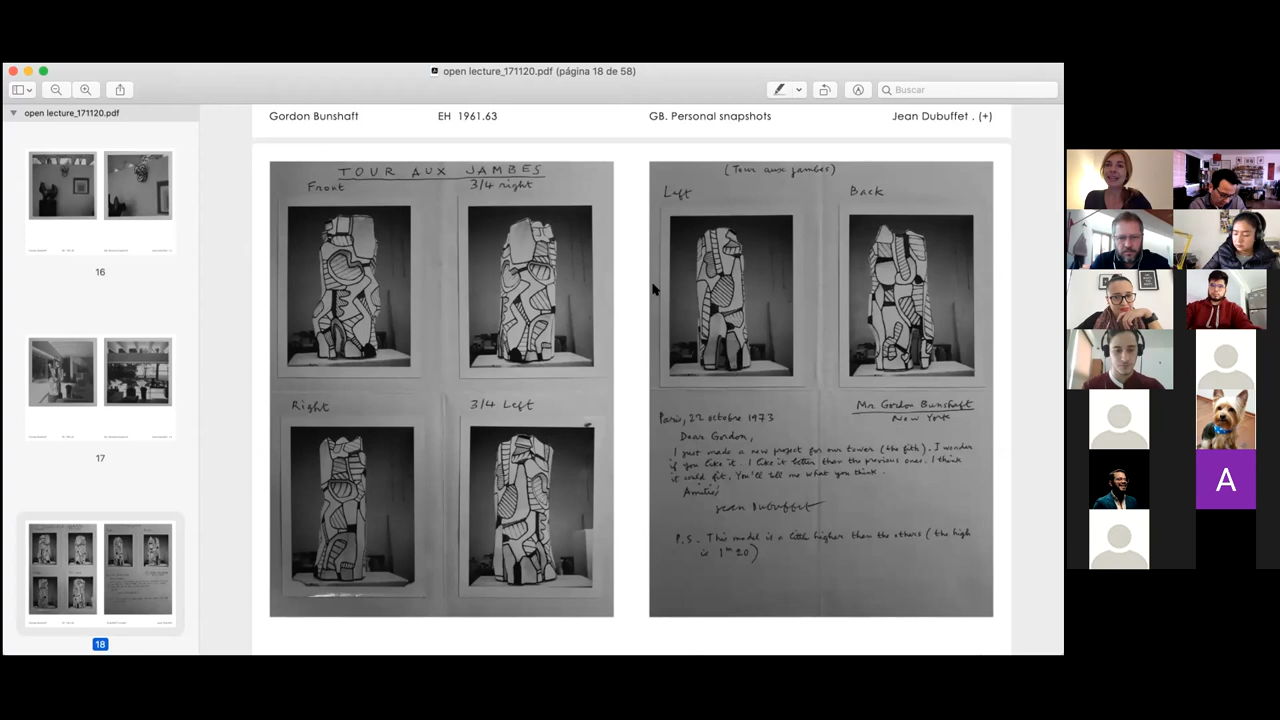 open lecture_171120.pdf (página 18 de 58)
Buscar
open lecture_171120.pdf
16
17
18
Gordon Bunshaft EH 1961.63 GB. Personal snapshots Jean Dubuffet . (+)
TOUR AUX JAMBES
Front 3/4 right
Right 3/4 Left
(Tour aux jambes)
Left Back
Mr. Gordon Bunshaft
New York
Paris, 22 octobre 1973
Dear Gordon,
I just made a new project for our tower (the fifth). I wonder
if you like it. I like it better than the previous ones. I think
it could fit, You'll tell me what you think.
Amitiés
Jean Dubuffet
P.S. This model is a little higher than the others (the high
is 1m 20)
A